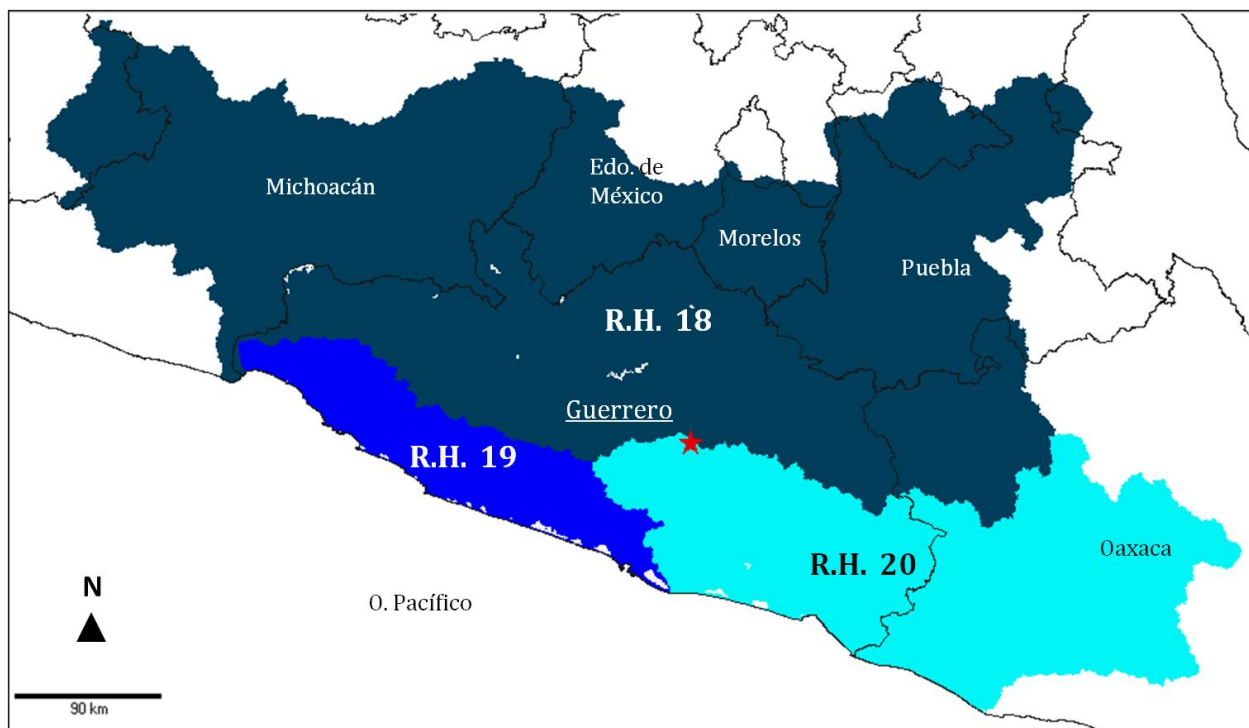 Michoacán
Edo. de
México
Morelos
Puebla
R.H. 18
Guerrero
R.H. 19
R.H. 20
Oaxaca
N
O. Pacífico
90 km